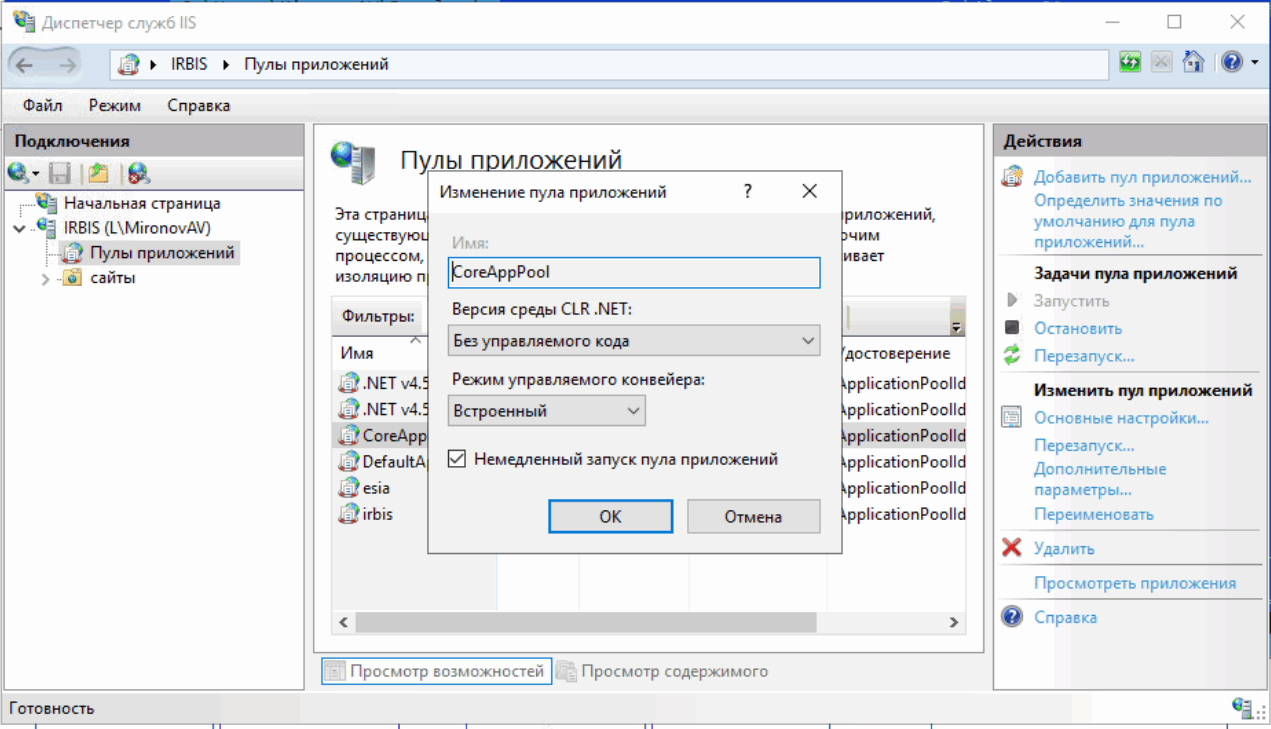 Диспетчер служб IIS
IRBIS
Пулы приложений
Файл Режим Справка
Подключения
Начальная страница
IRBIS (L\MironovAV)
Пулы приложений
сайты
Пулы приложений
Эта страниц
существую
процессом,
изоляцию п
приложений,
очим
ивает
Фильтры:
Имя
Удостоверение
.NET v4.5
ApplicationPoolId
.NET v4.5
ApplicationPoolId
CoreApp
ApplicationPoolId
DefaultA
ApplicationPoolId
esia
ApplicationPoolId
irbis
ApplicationPoolId
Изменение пула приложений ?
Имя:
CoreAppPool
Версия среды CLR .NET:
Без управляемого кода
Режим управляемого конвейера:
Встроенный
Немедленный запуск пула приложений
ОК Отмена
Просмотр возможностей Просмотр содержимого
Действия
Добавить пул приложений...
Определить значения по
умолчанию для пула
приложений...
Задачи пула приложений
Запустить
Остановить
Перезапуск...
Изменить пул приложений
Основные настройки...
Перезапуск...
Дополнительные
параметры...
Переименовать
Удалить
Просмотреть приложения
Справка
Готовность